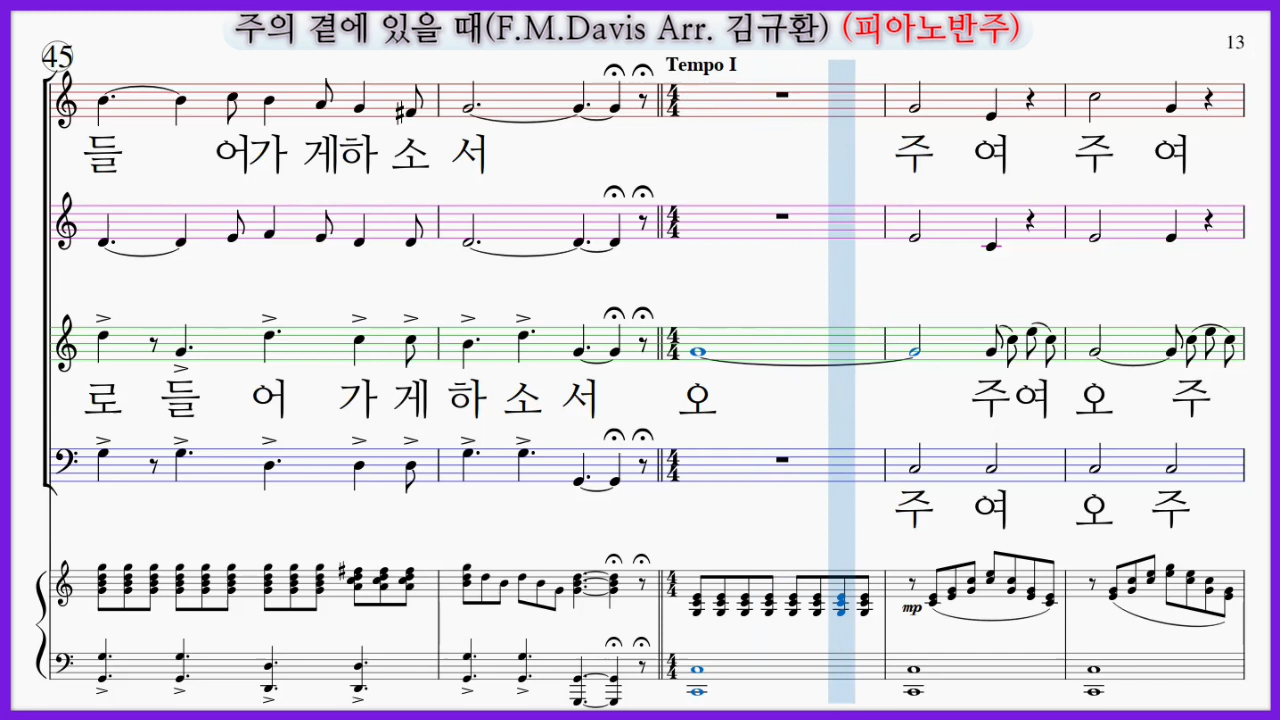 주의 곁에 있을 때(F.M.Davis Arr. 김규환) (피아노반주)
45
13
Tempo I
들 어가 게하 소 서 주 여 주 여
로 들 어 가 게 하 소 서 오 주여 오 주
주 여 오 주
mp